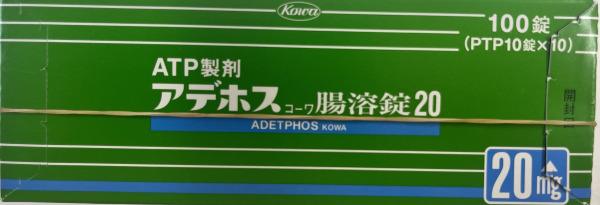 Kowa
100錠
(PTP10錠×10)
ATP製剤
アデホスコーワ腸溶錠20
ADETPHOS KOWA
開封口
20mg